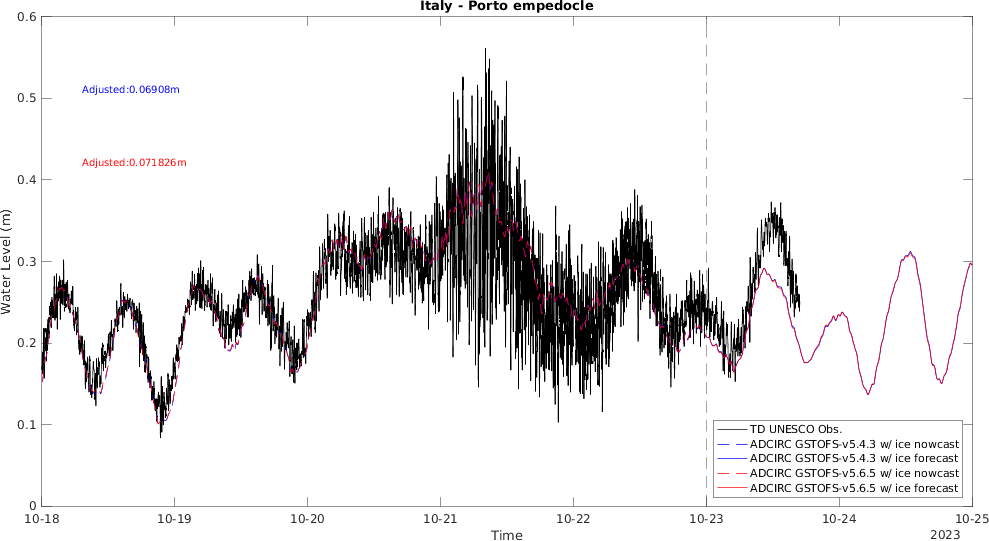 Italy - Porto empedocle
0.6
0.5
0.4
0.3
0.2
0.1
0
Water Level (m)
Adjusted:0.06908m
Adjusted:0.071826m
TD UNESCO Obs.
ADCIRC GSTOFS-v5.4.3 w/ ice nowcast
ADCIRC GSTOFS-v5.4.3 w/ ice forecast
ADCIRC GSTOFS-v5.6.5 w/ ice nowcast
ADCIRC GSTOFS-v5.6.5 w/ ice forecast
10-18 10-19 10-20 10-21 10-22 10-23 10-24 10-25
Time
2023